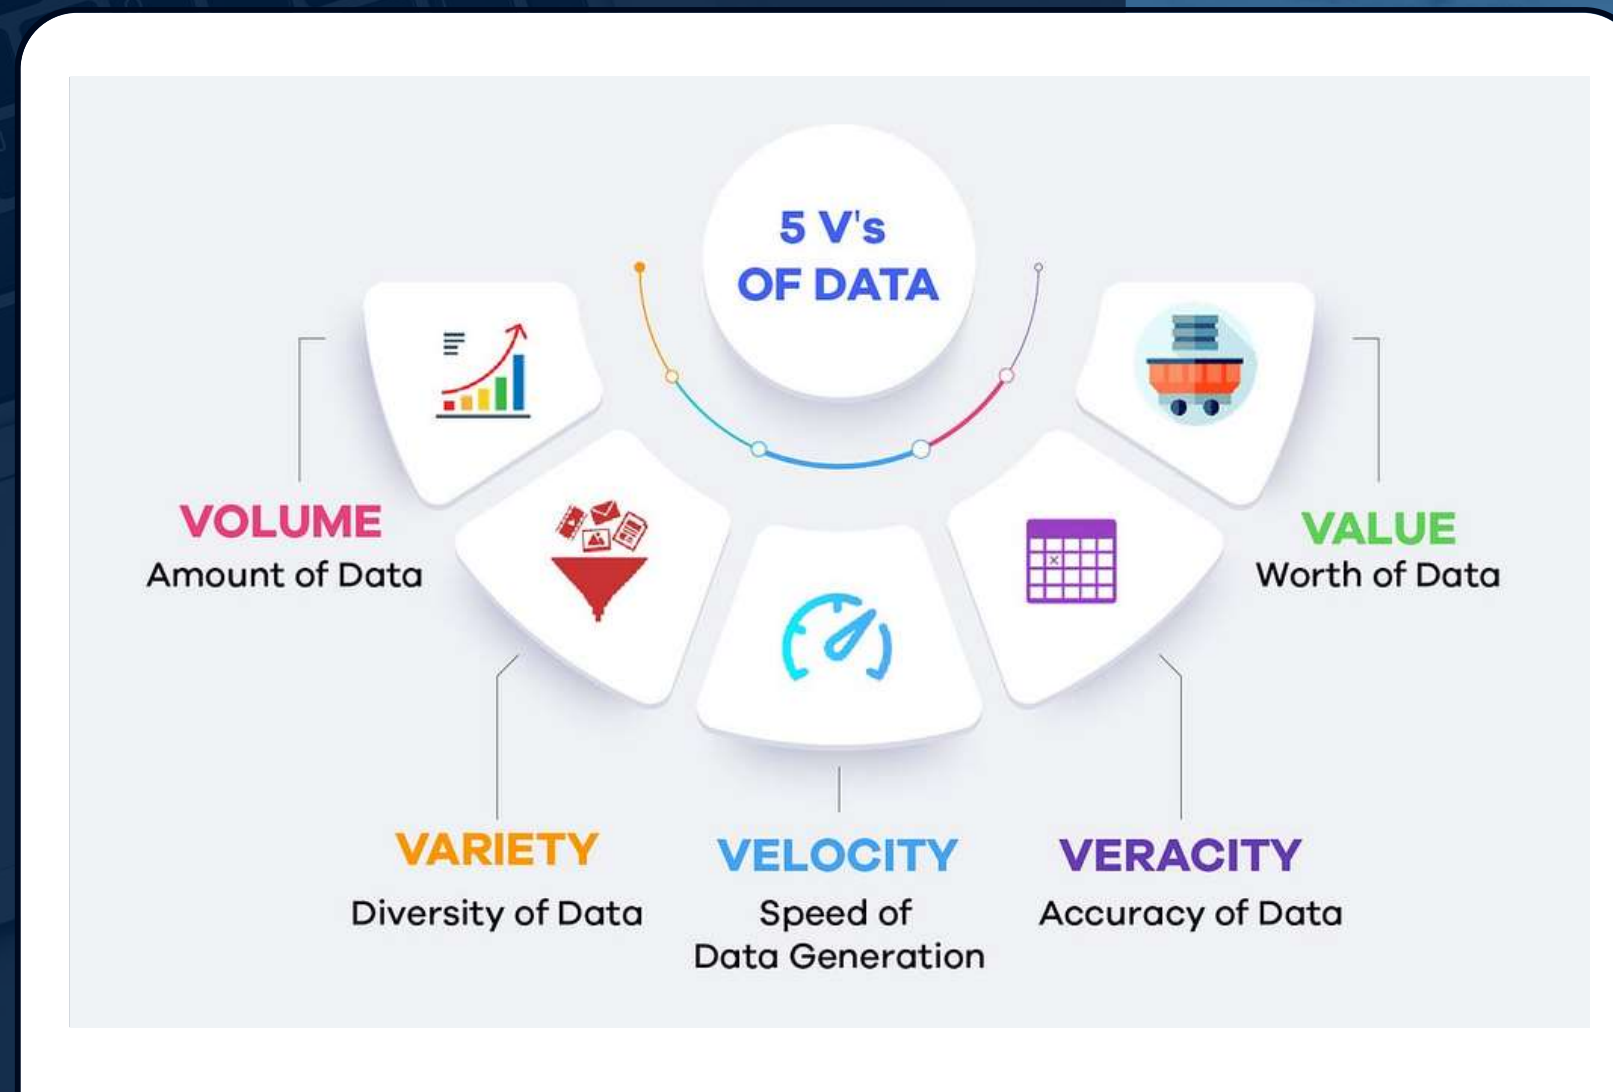 5 V's
OF DATA
VOLUME
Amount of Data
VARIETY
Diversity of Data
VELOCITY
Speed of
Data Generation
VERACITY
Accuracy of Data
VALUE
Worth of Data